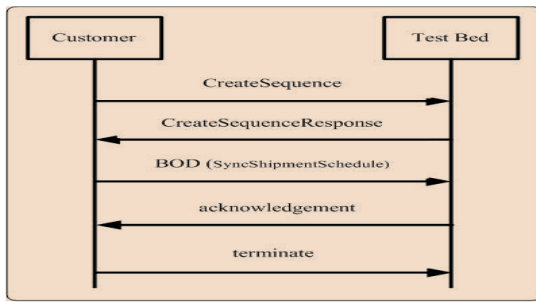 Customer
Test Bed
CreateSequence
CreateSequenceResponse
BOD (SyncShipmentSchedule)
acknowledgement
terminate